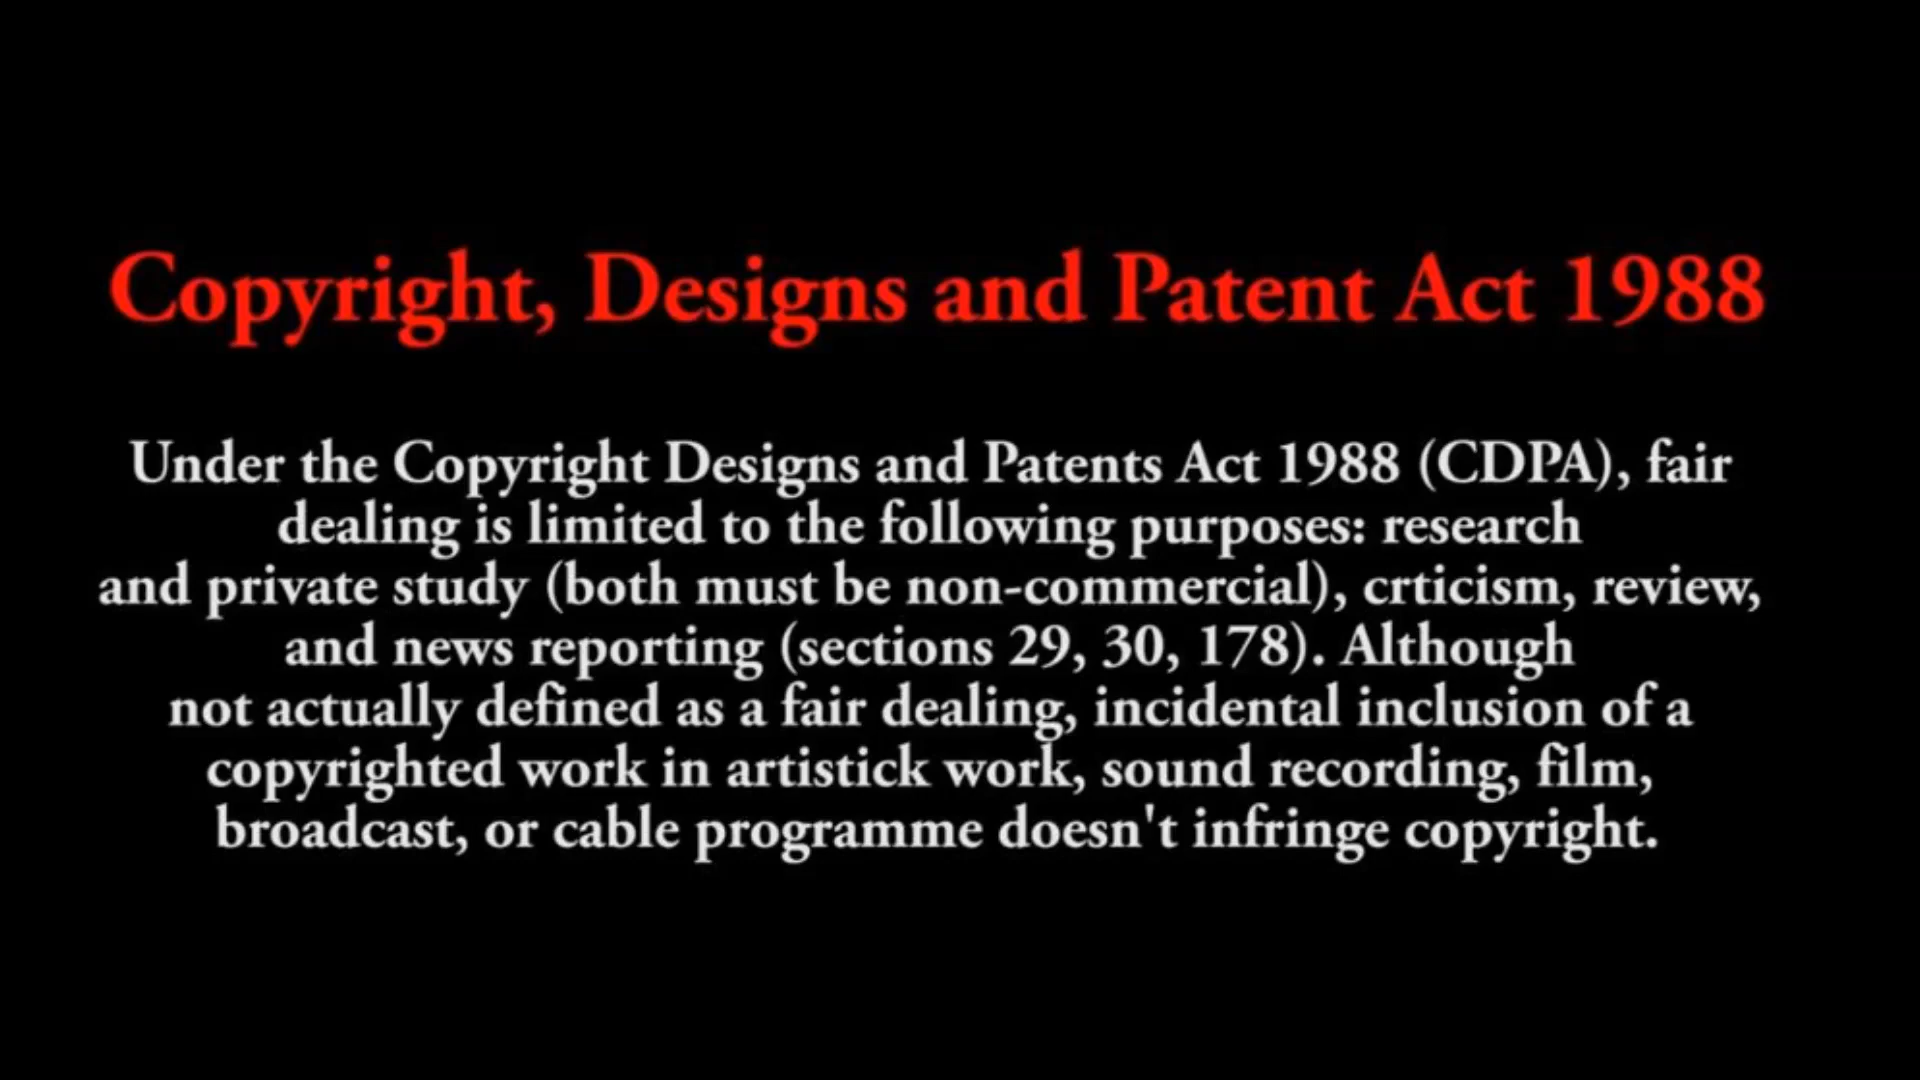 Copyright, Designs and Patent Act 1988
Under the Copyright Designs and Patents Act 1988 (CDPA), fair
dealing is limited to the following purposes: research
and private study (both must be non-commercial), crticism, review,
and news reporting (sections 29, 30, 178). Although
not actually defined as a fair dealing, incidental inclusion of a
copyrighted work in artistick work, sound recording, film,
broadcast, or cable programme doesn't infringe copyright.